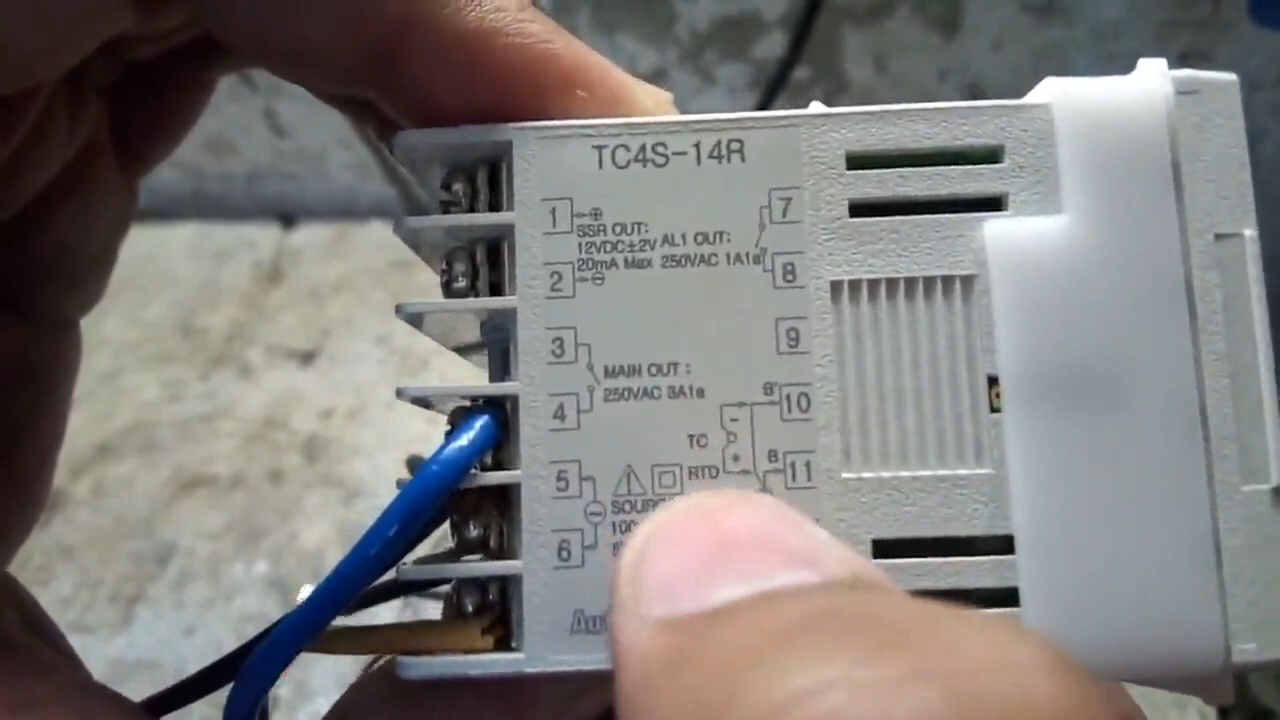 TC4S-14R
1
SSR OUT:
12VDC±2V
20mA Max
2
AL1 OUT:
250VAC 1A1a
7
8
3
MAIN OUT :
250VAC 3A1a
4
9
B'
10
TC
-
+
B
11
RTD
5
6